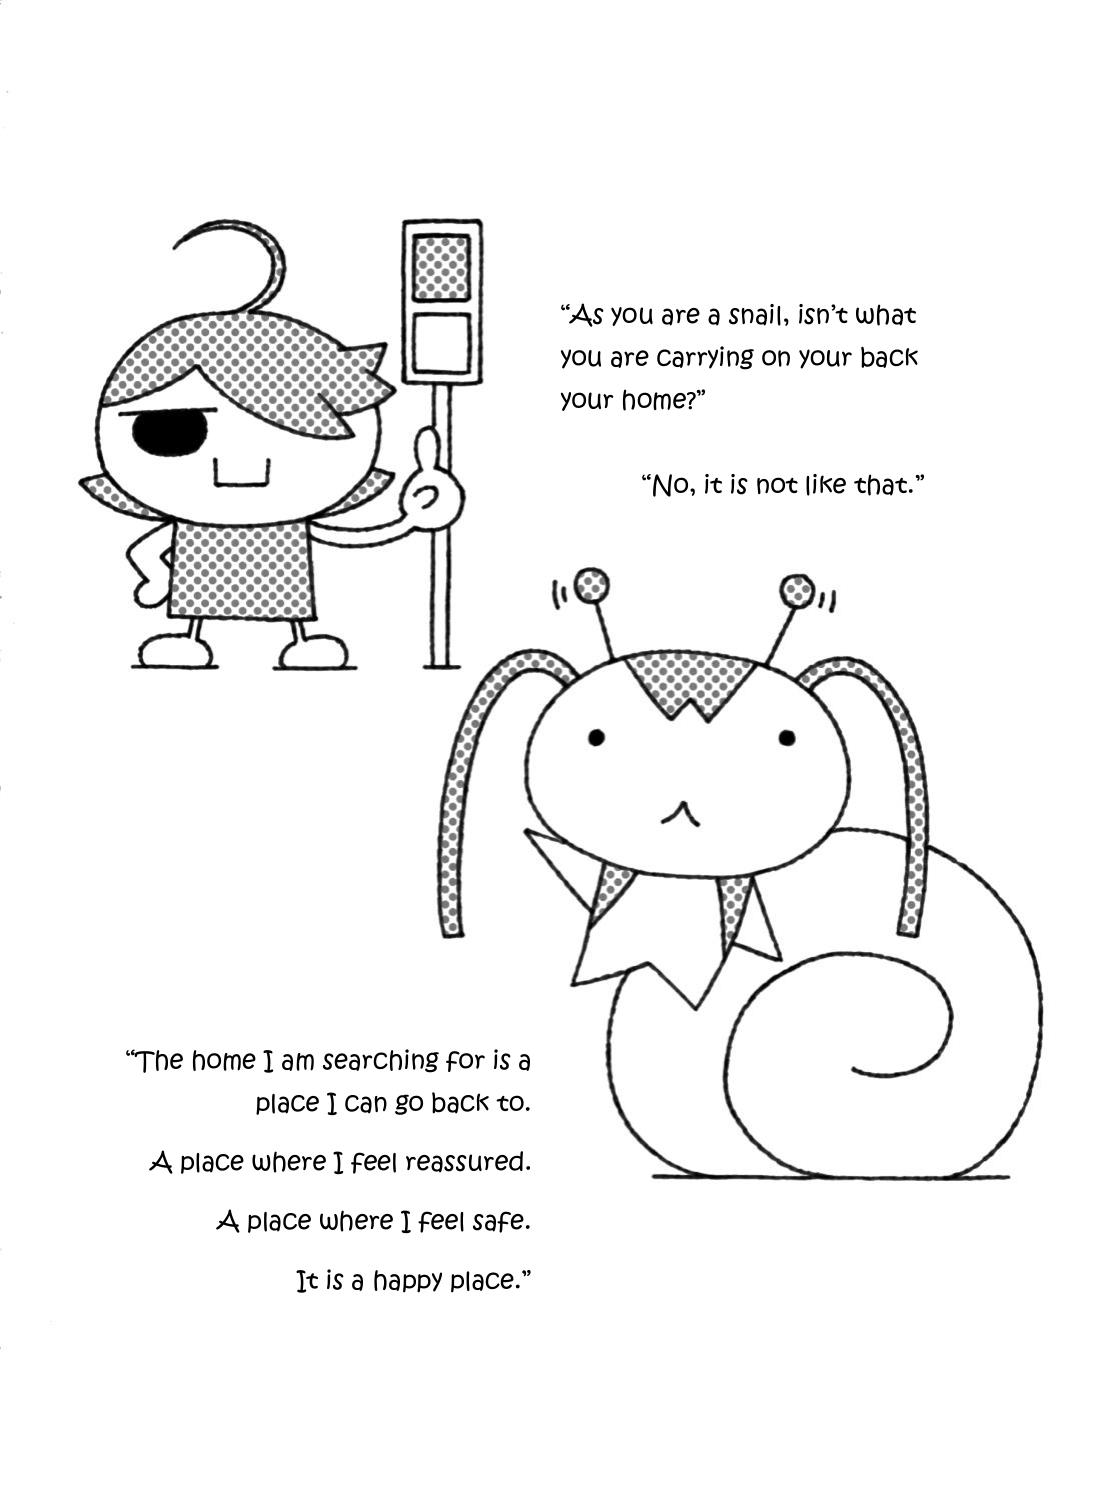 “As you are a snail, isn’t what
you are carrying on your back
your home?”
“No, it is not like that.”
“The home I am searching for is a
place I can go back to.
A place where I feel reassured.
A place where I feel safe.
It is a happy place.”